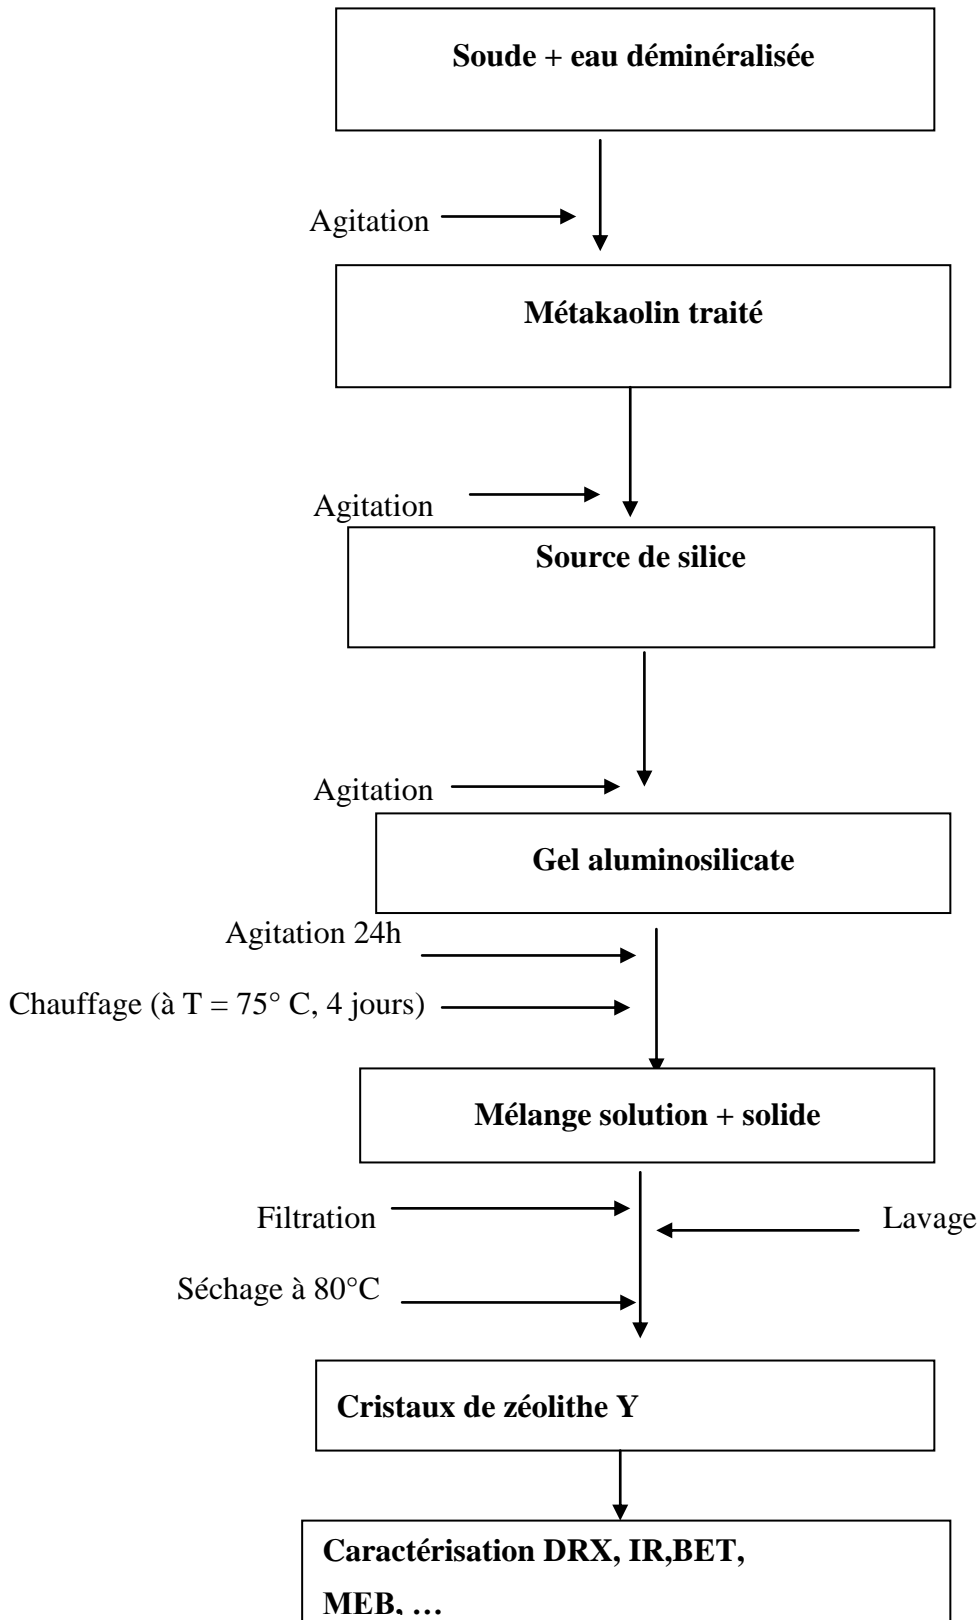 Soude + eau déminéralisée
Agitation
Métakaolin traité
Agitation
Source de silice
Agitation
Gel aluminosilicate
Agitation 24h
Chauffage (à T = 75° C, 4 jours)
Mélange solution + solide
Filtration
Lavage
Séchage à 80°C
Cristaux de zéolithe Y
Caractérisation DRX, IR,BET,
MEB, …